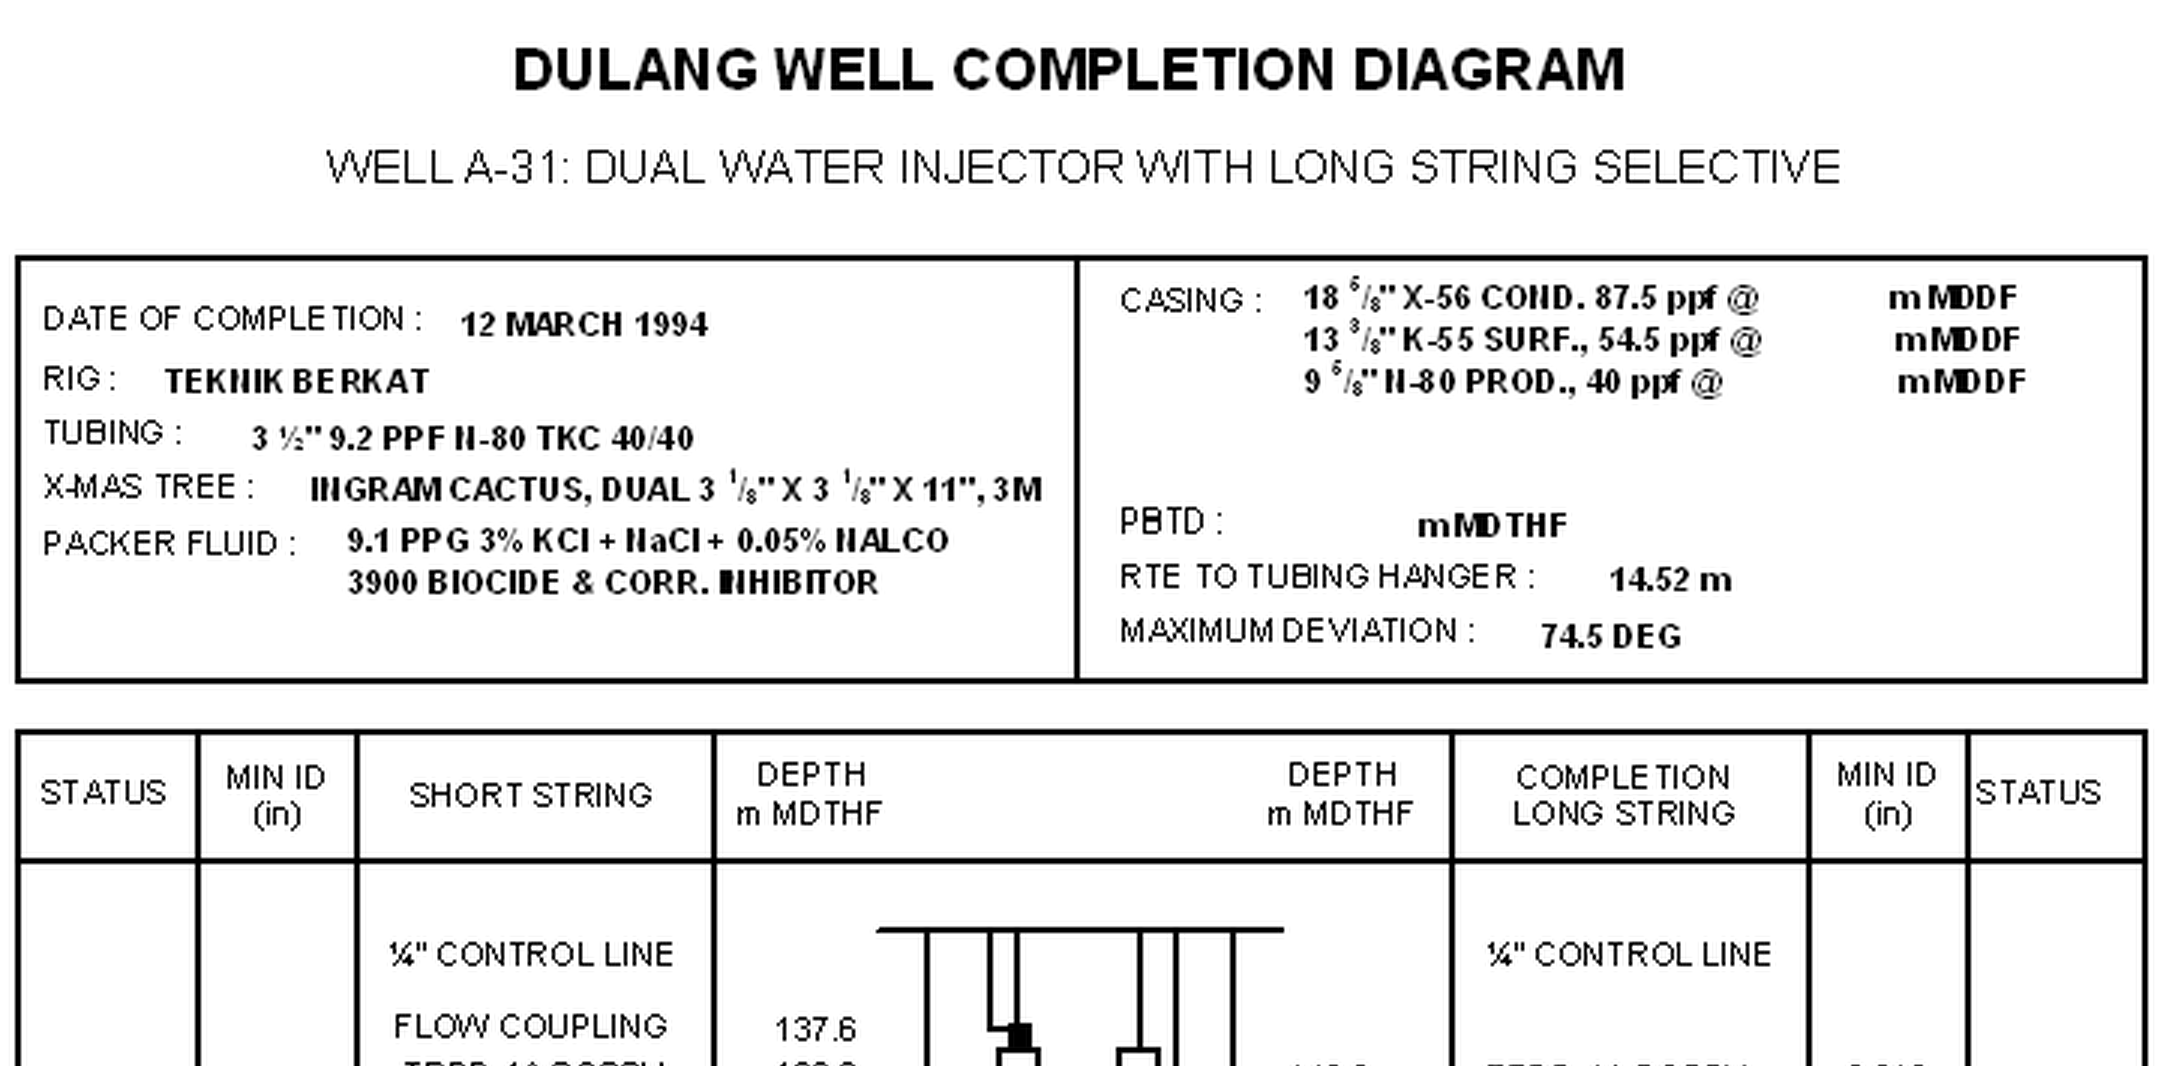 DULANG WELL COMPLETION DIAGRAM
WELL A-31: DUAL WATER INJECTOR WITH LONG STRING SELECTIVE
DATE OF COMPLETION : 12 MARCH 1994
RIG : TEKNIK BERKAT
TUBING : 3 ½" 9.2 PPF N-80 TKC 40/40
X-MAS TREE : INGRAM CACTUS, DUAL 3 1/8" X 3 1/8" X 11", 3M
PACKER FLUID : 9.1 PPG 3% KCl + NaCl + 0.05% NALCO
3900 BIOCIDE & CORR. INHIBITOR
CASING : 18 5/8" X-56 COND. 87.5 ppf @ m MDDF
13 3/8" K-55 SURF., 54.5 ppf @ mMDDF
9 5/8" N-80 PROD., 40 ppf @ mMDDF
PBTD : mMDTHF
RTE TO TUBING HANGER : 14.52 m
MAXIMUM DEVIATION : 74.5 DEG
STATUS
MIN ID
(in)
SHORT STRING
DEPTH
m MDTHF
DEPTH
m MDTHF
COMPLETION
LONG STRING
MIN ID
(in)
STATUS
¼" CONTROL LINE
¼" CONTROL LINE
FLOW COUPLING 137.6